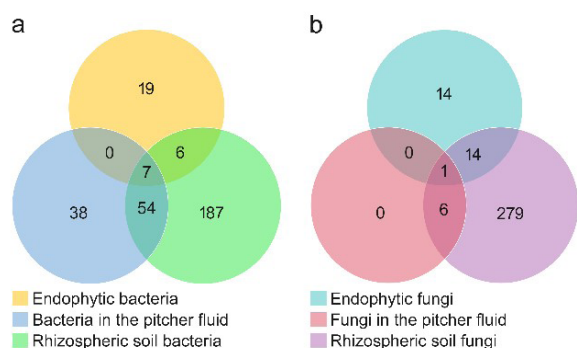 a
b
19
14
0
6
0
14
7
1
38
54
187
0
6
279
Endophytic bacteria
Bacteria in the pitcher fluid
Rhizospheric soil bacteria
Endophytic fungi
Fungi in the pitcher fluid
Rhizospheric soil fungi